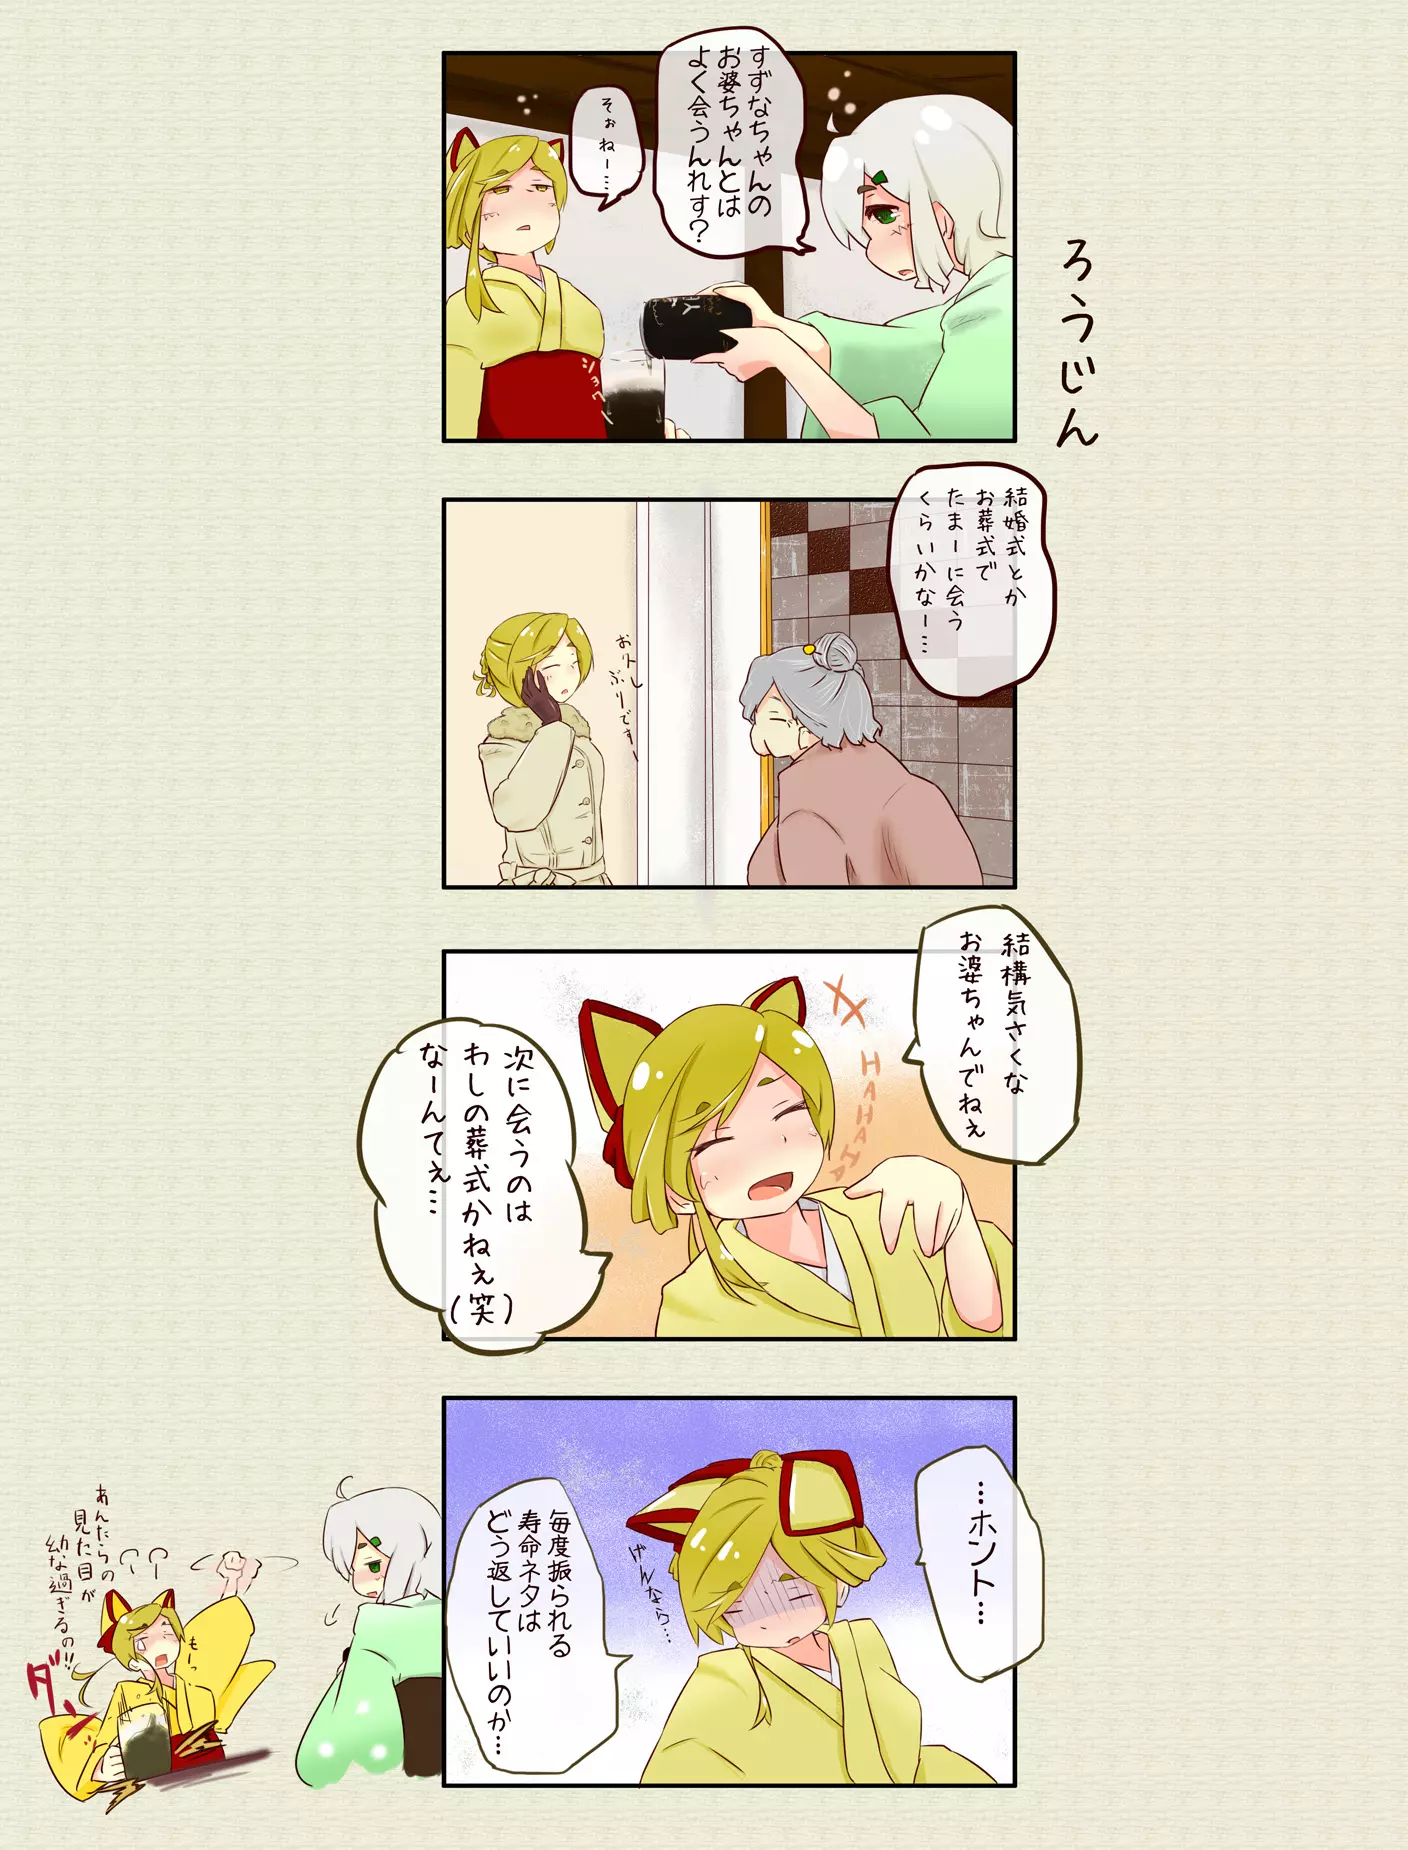 ろうじん
すずなちゃんの
お婆ちゃんとは
よく会うんれす？
そぉ
ねー…
ショワ
結婚式とか
お葬式で
たまーに会う
くらいかなー…
お久し
ぶりですー
結構気さくな
お婆ちゃんでねぇ
HAHAHA
次に会うのは
わしの葬式かねぇ(笑)
なーんてぇ…
…ホント…
げんなら…
毎度振られる
寿命ネタは
どう返していいのか…
もーっ
あんたらの
見た目が
幼な過ぎるの!!
ダンッ